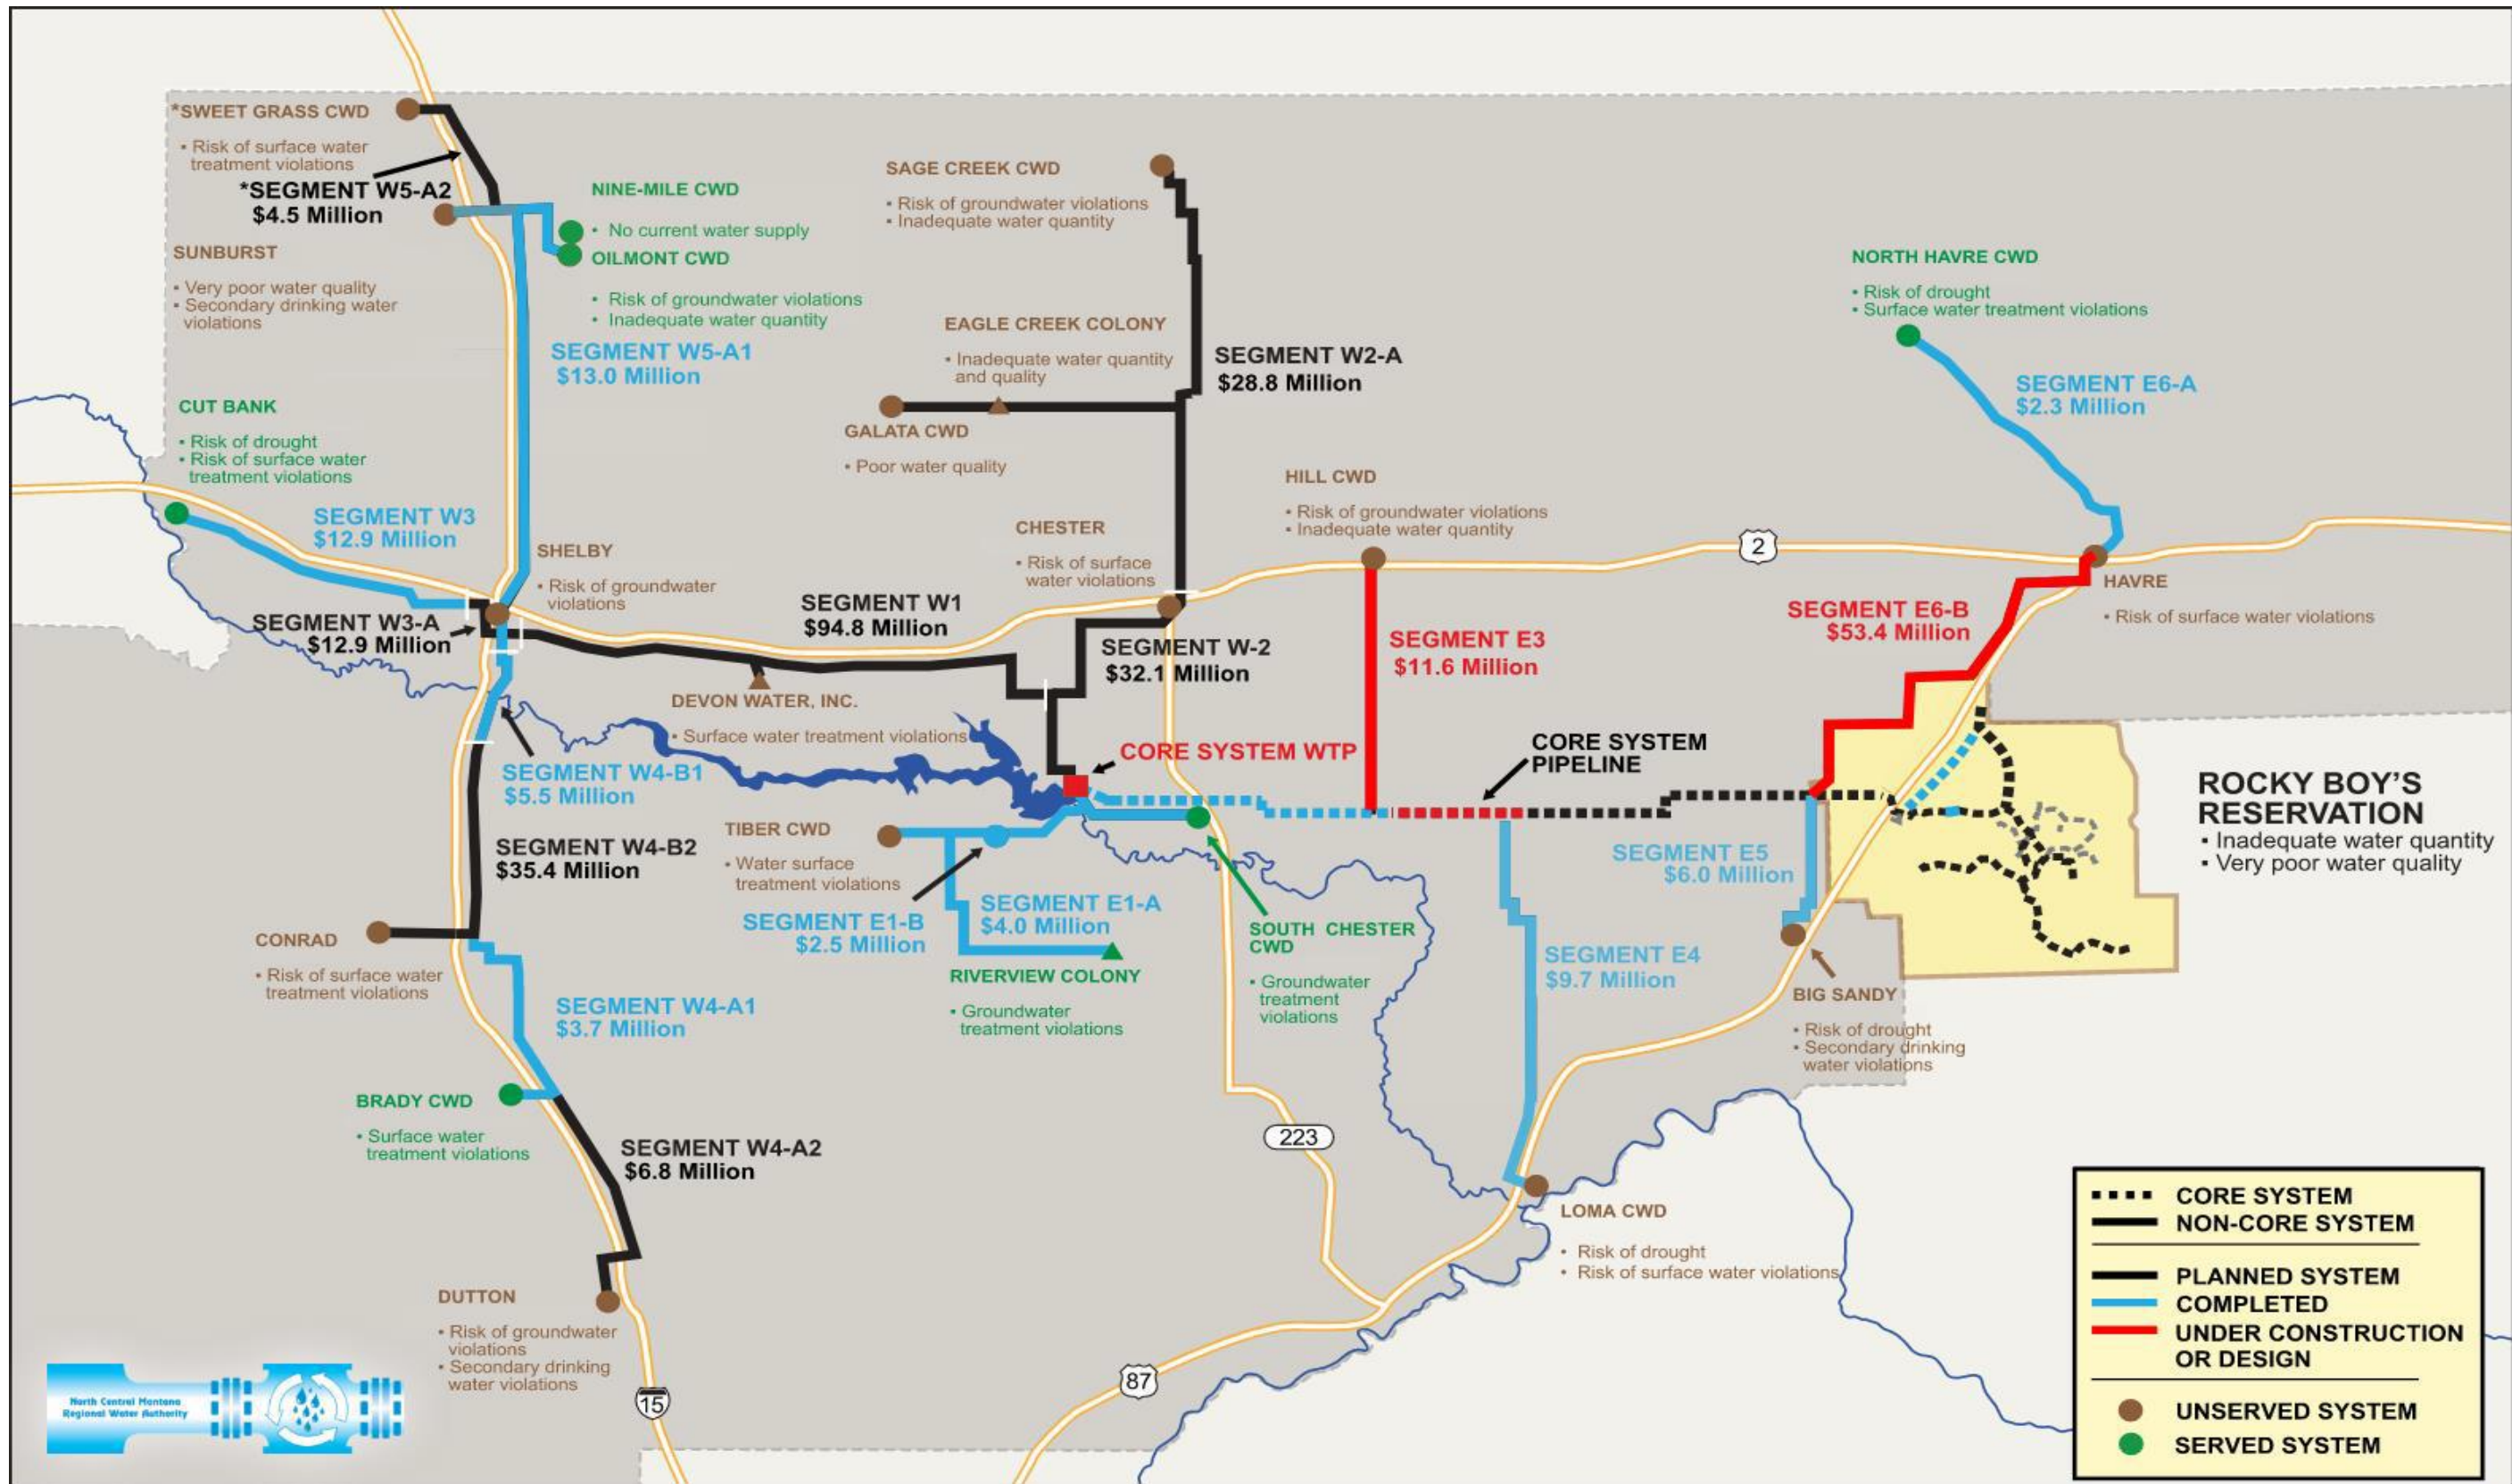 *SWEET GRASS CWD
▪ Risk of surface water
treatment violations
*SEGMENT W5-A2
$4.5 Million
SUNBURST
▪ Very poor water quality
▪ Secondary drinking water
violations
NINE-MILE CWD
• No current water supply
OILMONT CWD
• Risk of groundwater violations
• Inadequate water quantity
SEGMENT W5-A1
$13.0 Million
SAGE CREEK CWD
▪ Risk of groundwater violations
▪ Inadequate water quantity
EAGLE CREEK COLONY
▪ Inadequate water quantity
and quality
SEGMENT W2-A
$28.8 Million
GALATA CWD
▪ Poor water quality
NORTH HAVRE CWD
▪ Risk of drought
▪ Surface water treatment violations
SEGMENT E6-A
$2.3 Million
CUT BANK
▪ Risk of drought
▪ Risk of surface water
treatment violations
SEGMENT W3
$12.9 Million
SHELBY
▪ Risk of groundwater
violations
SEGMENT W3-A
$12.9 Million
SEGMENT W1
$94.8 Million
CHESTER
▪ Risk of surface
water violations
HILL CWD
▪ Risk of groundwater violations
▪ Inadequate water quantity
2
HAVRE
▪ Risk of surface water violations
SEGMENT E6-B
$53.4 Million
SEGMENT W-2
$32.1 Million
SEGMENT E3
$11.6 Million
DEVON WATER, INC.
▪ Surface water treatment violations
CORE SYSTEM WTP
CORE SYSTEM
PIPELINE
ROCKY BOY'S
RESERVATION
▪ Inadequate water quantity
▪ Very poor water quality
SEGMENT W4-B1
$5.5 Million
SEGMENT W4-B2
$35.4 Million
TIBER CWD
▪ Water surface
treatment violations
SEGMENT E1-B
$2.5 Million
SEGMENT E1-A
$4.0 Million
RIVERVIEW COLONY
▪ Groundwater
treatment violations
SOUTH CHESTER
CWD
▪ Groundwater
treatment
violations
SEGMENT E5
$6.0 Million
SEGMENT E4
$9.7 Million
BIG SANDY
▪ Risk of drought
▪ Secondary drinking
water violations
CONRAD
▪ Risk of surface water
treatment violations
SEGMENT W4-A1
$3.7 Million
BRADY CWD
▪ Surface water
treatment violations
SEGMENT W4-A2
$6.8 Million
223
LOMA CWD
• Risk of drought
• Risk of surface water violations
DUTTON
▪ Risk of groundwater
violations
▪ Secondary drinking
water violations
15
87
North Central Montana
Regional Water Authority
CORE SYSTEM
NON-CORE SYSTEM
PLANNED SYSTEM
COMPLETED
UNDER CONSTRUCTION
OR DESIGN
UNSERVED SYSTEM
SERVED SYSTEM